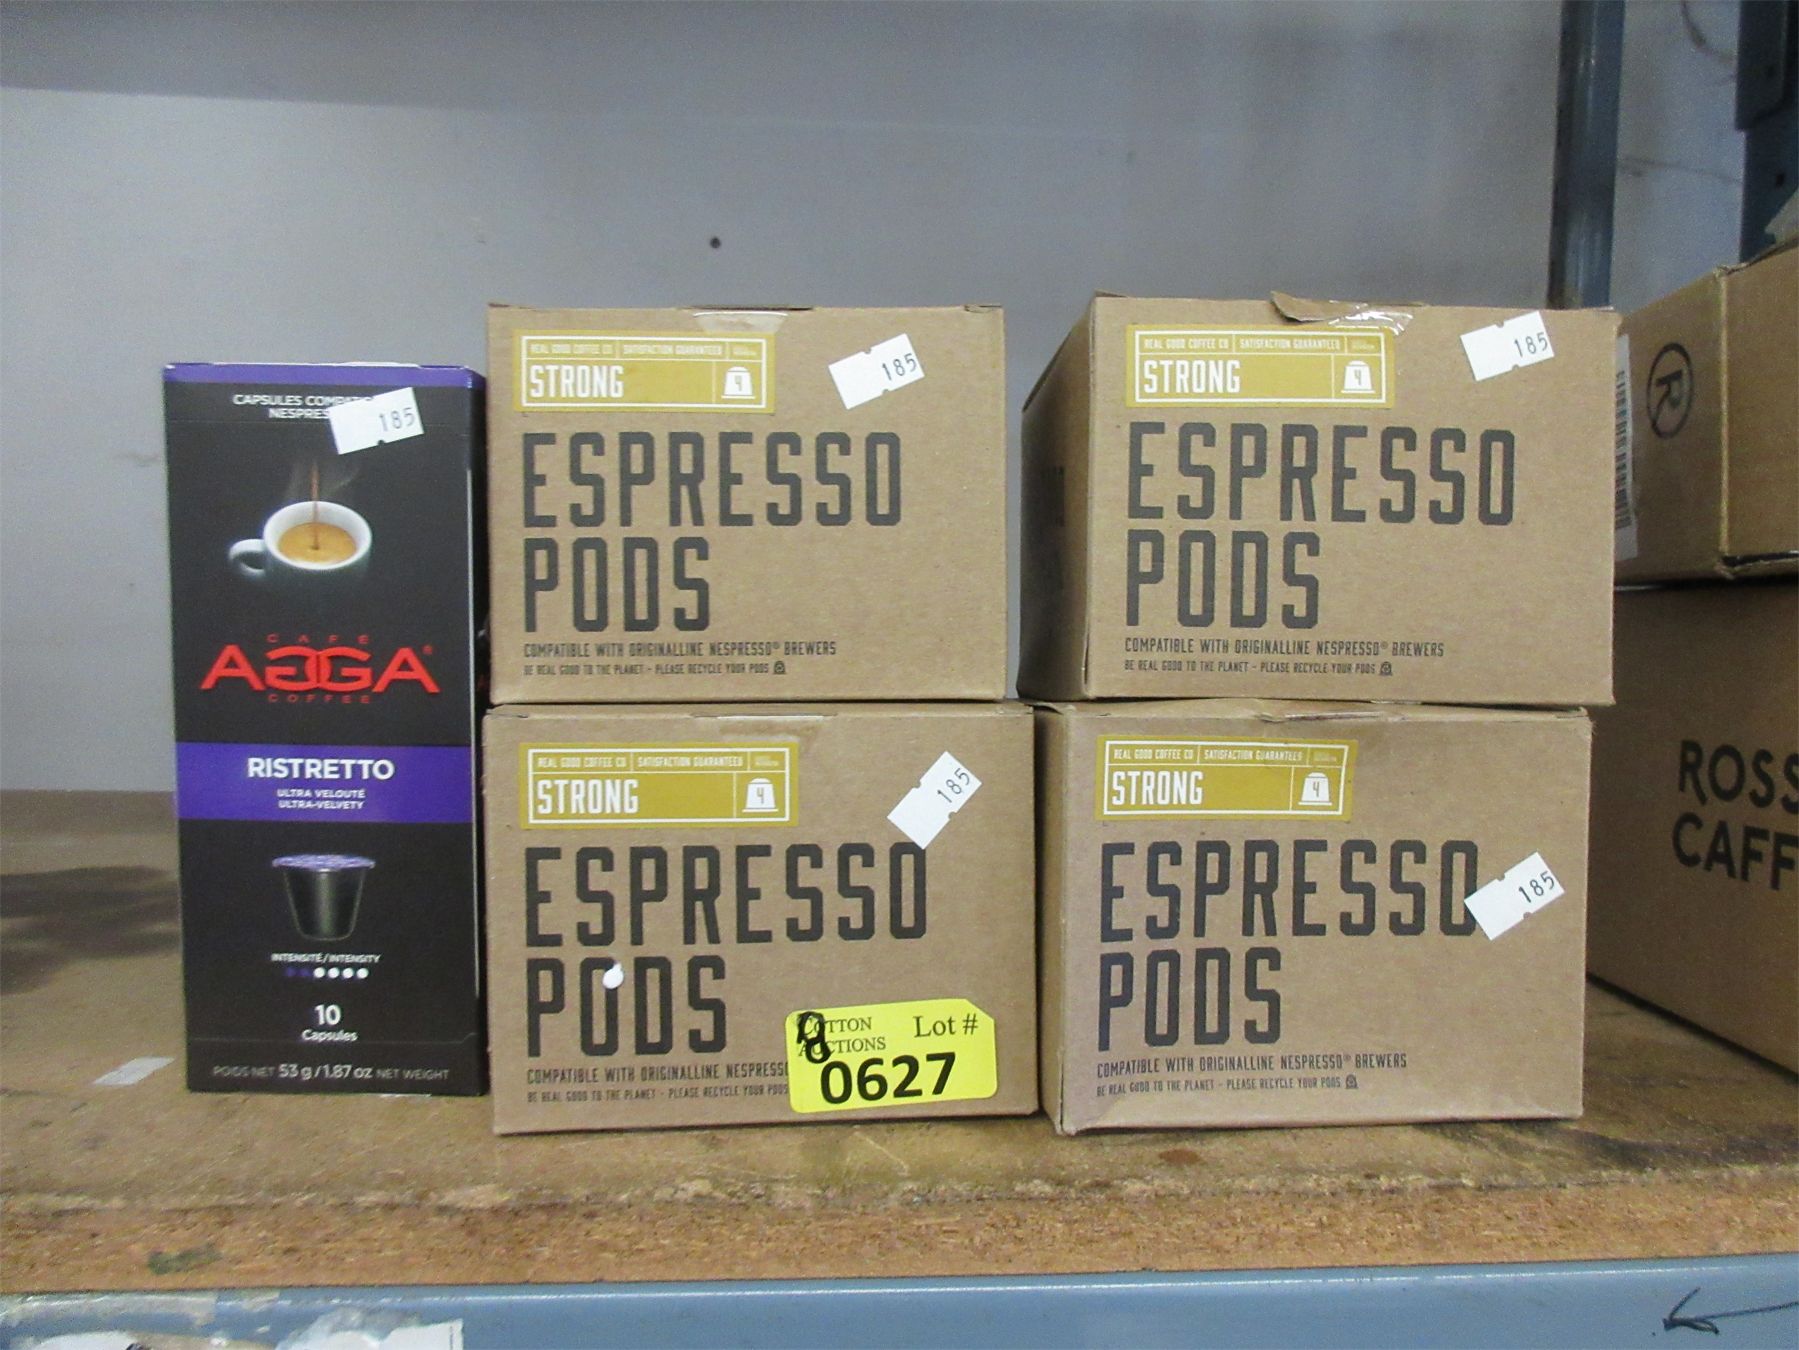 CAPSULES
NESPRES
185
CAFÉ
AGGA®
COFFEE
RISTRETTO
ULTRA VELOUTÉ
ULTRA-VELVETY
INTENSITÉ/INTENSITY
10
Capsules
POIDS NET 53 g/1.87 oz NET WEIGHT
REAL GOOD COFFEE CO SATISFACTION GUARANTEED
STRONG 4
185
ESPRESSO
PODS
COMPATIBLE WITH ORIGINALLINE NESPRESSO® BREWERS
BE REAL GOOD TO THE PLANET - PLEASE RECYCLE YOUR PODS
REAL GOOD COFFEE CO SATISFACTION GUARANTEED
STRONG 4
185
ESPRESSO
PODS
COMPATIBLE WITH ORIGINALLINE NESPRESSO® BREWERS
BE REAL GOOD TO THE PLANET - PLEASE RECYCLE YOUR PODS
REAL GOOD COFFEE CO SATISFACTION GUARANTEED
STRONG 4
185
ESPRESSO
PODS
COMPATIBLE WITH ORIGINALLINE NESPRESS
BE REAL GOOD TO THE PLANET - PLEASE RECYCLE YOUR PODS
COTTON
AUCTIONS
Lot #
8
0627
REAL GOOD COFFEE CO SATISFACTION GUARANTEED
STRONG 4
185
ESPRESSO
PODS
COMPATIBLE WITH ORIGINALLINE NESPRESSO® BREWERS
BE REAL GOOD TO THE PLANET - PLEASE RECYCLE YOUR PODS
R
ROSS
CAFF